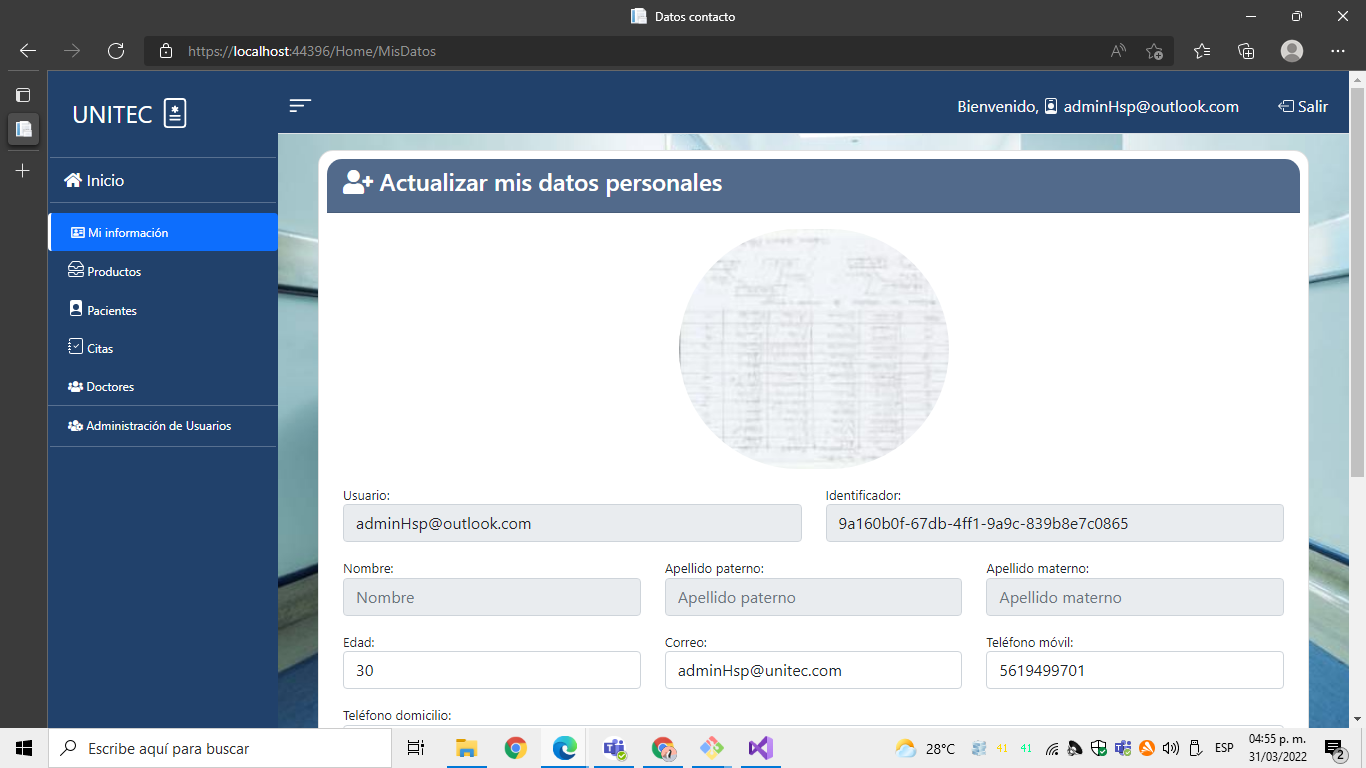 Datos contacto
https://localhost:44396/Home/MisDatos
UNITEC
Bienvenido, adminHsp@outlook.com
Salir
Inicio
Mi información
Productos
Pacientes
Citas
Doctores
Administración de Usuarios
Actualizar mis datos personales
Usuario:
Identificador:
adminHsp@outlook.com
9a160b0f-67db-4ff1-9a9c-839b8e7c0865
Nombre:
Apellido paterno:
Apellido materno:
Nombre
Apellido paterno
Apellido materno
Edad:
Correo:
Teléfono móvil:
30
adminHsp@unitec.com
5619499701
Teléfono domicilio:
Escribe aquí para buscar
28°C
41
41
ESP
04:55 p. m.
31/03/2022
2